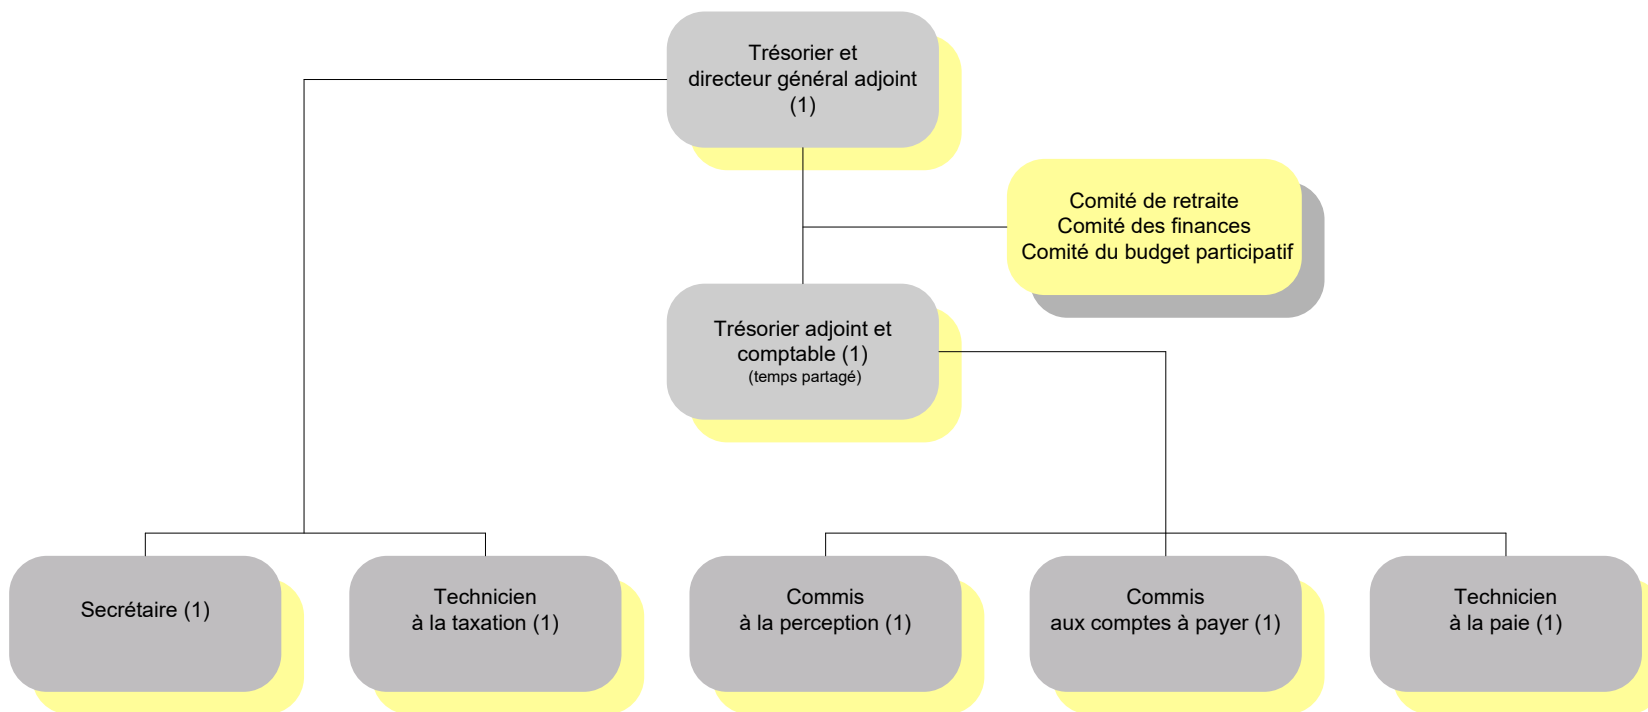 Trésorier et
directeur général adjoint
(1)
Comité de retraite
Comité des finances
Comité du budget participatif
Trésorier adjoint et
comptable (1)
(temps partagé)
Secrétaire (1)
Technicien
à la taxation (1)
Commis
à la perception (1)
Commis
aux comptes à payer (1)
Technicien
à la paie (1)